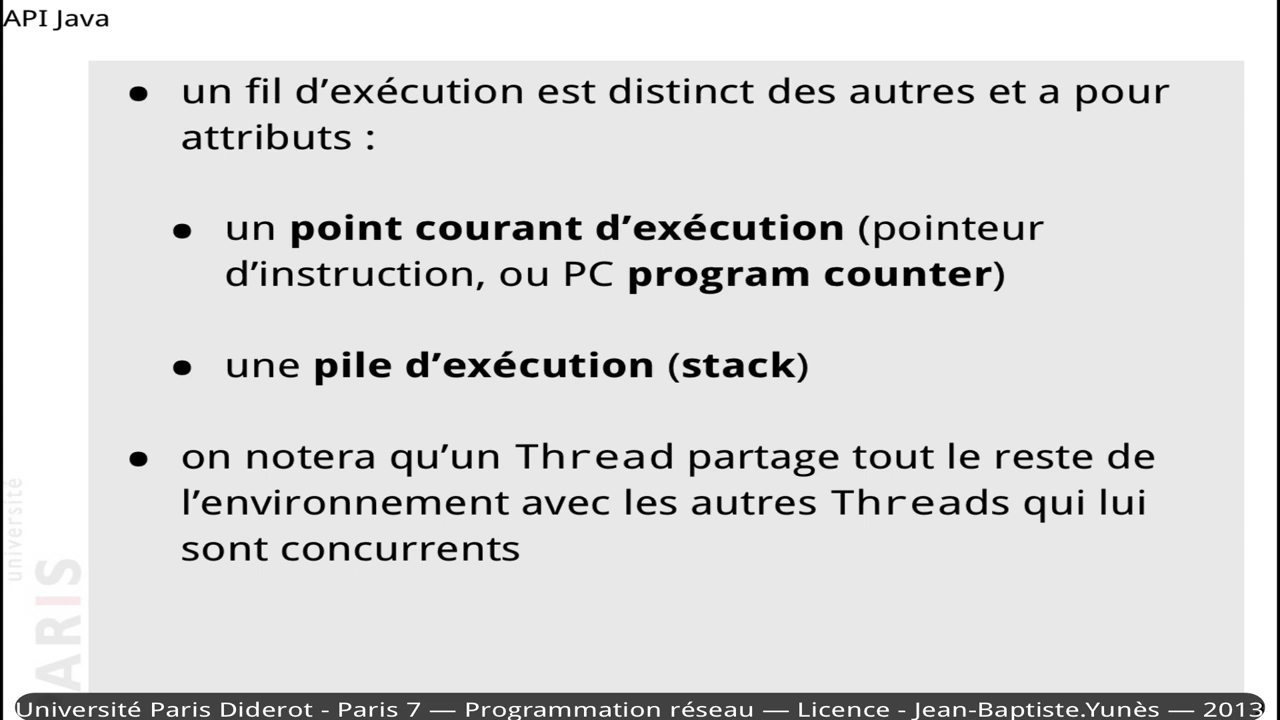 API Java
• un fil d’exécution est distinct des autres et a pour
attributs :
• un point courant d’exécution (pointeur
d’instruction, ou PC program counter)
• une pile d’exécution (stack)
• on notera qu’un Thread partage tout le reste de
l’environnement avec les autres Threads qui lui
sont concurrents
université
ARIS
Université Paris Diderot - Paris 7 — Programmation réseau — Licence - Jean-Baptiste.Yunès — 2013